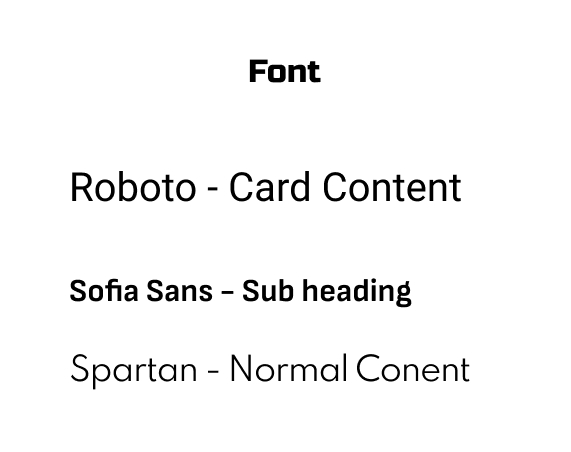 Font
Roboto - Card Content
Sofia Sans - Sub heading
Spartan - Normal Conent